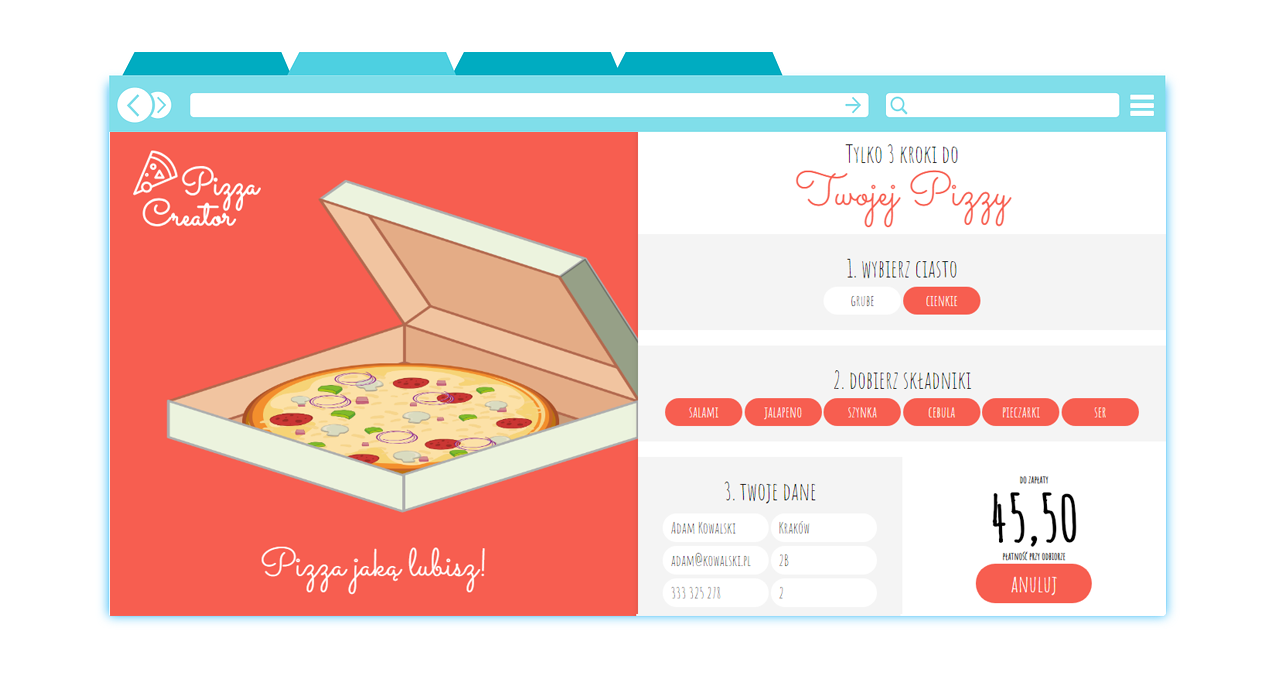 Pizza
Creator
Pizza jaką lubisz!
Tylko 3 kroki do
Twojej Pizzy
1. wybierz ciasto
grube cienkie
2. dobierz składniki
salami jalapeno szynka cebula pieczarki ser
3. twoje dane
Adam Kowalski Kraków
adam@kowalski.pl 2B
333 325 278 2
do zapłaty
45,50
płatność przy odbiorze
anuluj